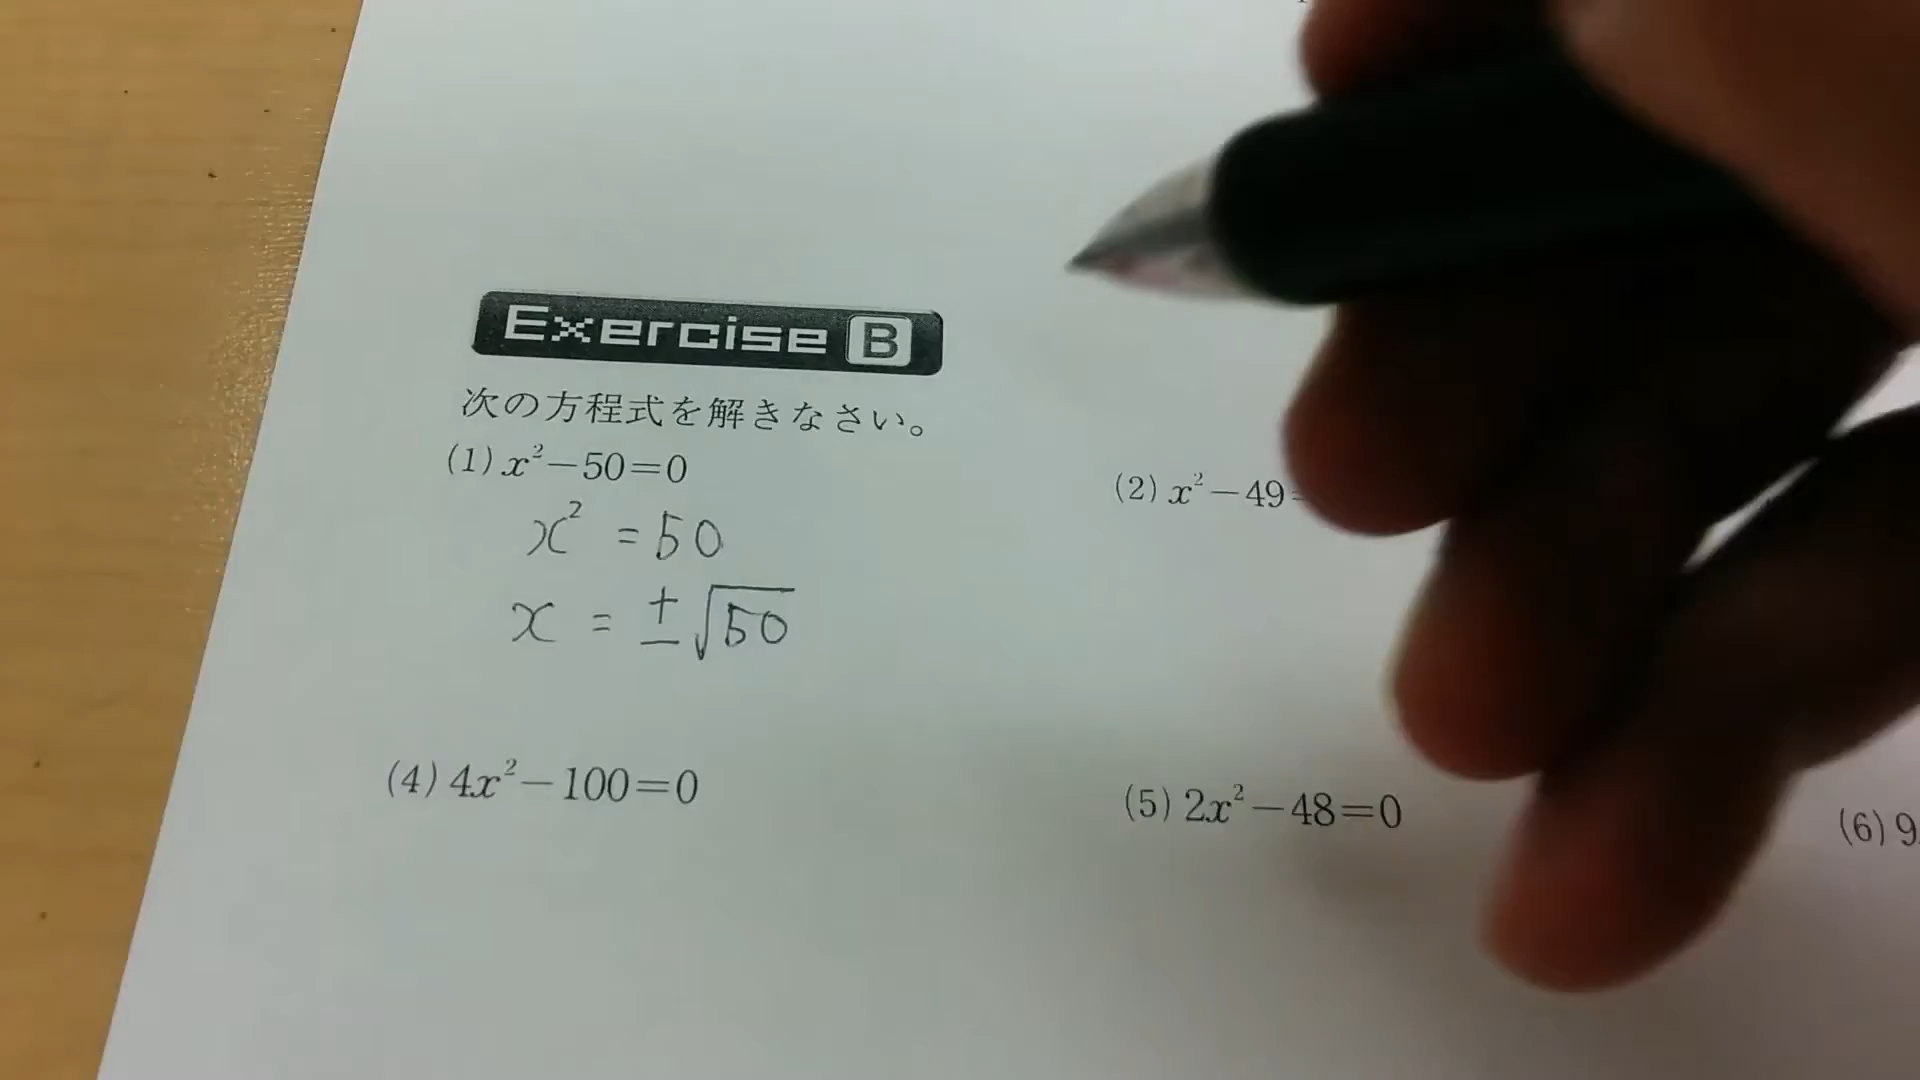 Exercise B
次の方程式を解きなさい。
(1) x²−50=0
x² = 50
x = ±√50
(2) x²−49=
(4) 4x²−100=0
(5) 2x²−48=0
(6) 9